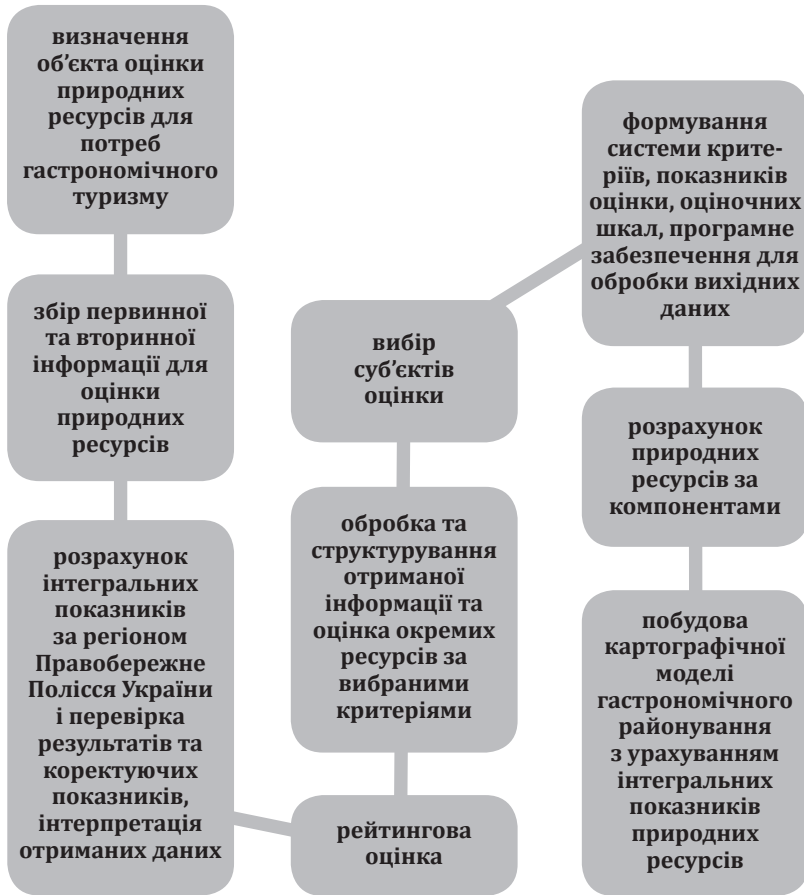 визначення
об’єкта оцінки
природних
ресурсів для
потреб
гастрономічного
туризму
збір первинної
та вторинної
інформації для
оцінки
природних
ресурсів
розрахунок
інтегральних
показників
за регіоном
Правобережне
Полісся України
і перевірка
результатів та
коректуючих
показників,
інтерпретація
отриманих даних
рейтингова
оцінка
обробка та
структурування
отриманої
інформації та
оцінка окремих
ресурсів за
вибраними
критеріями
вибір
суб’єктів
оцінки
формування
системи крите-
ріїв, показників
оцінки, оціночних
шкал, програмне
забезпечення для
обробки вихідних
даних
розрахунок
природних
ресурсів за
компонентами
побудова
картографічної
моделі
гастрономічного
районування
з урахуванням
інтегральних
показників
природних
ресурсів